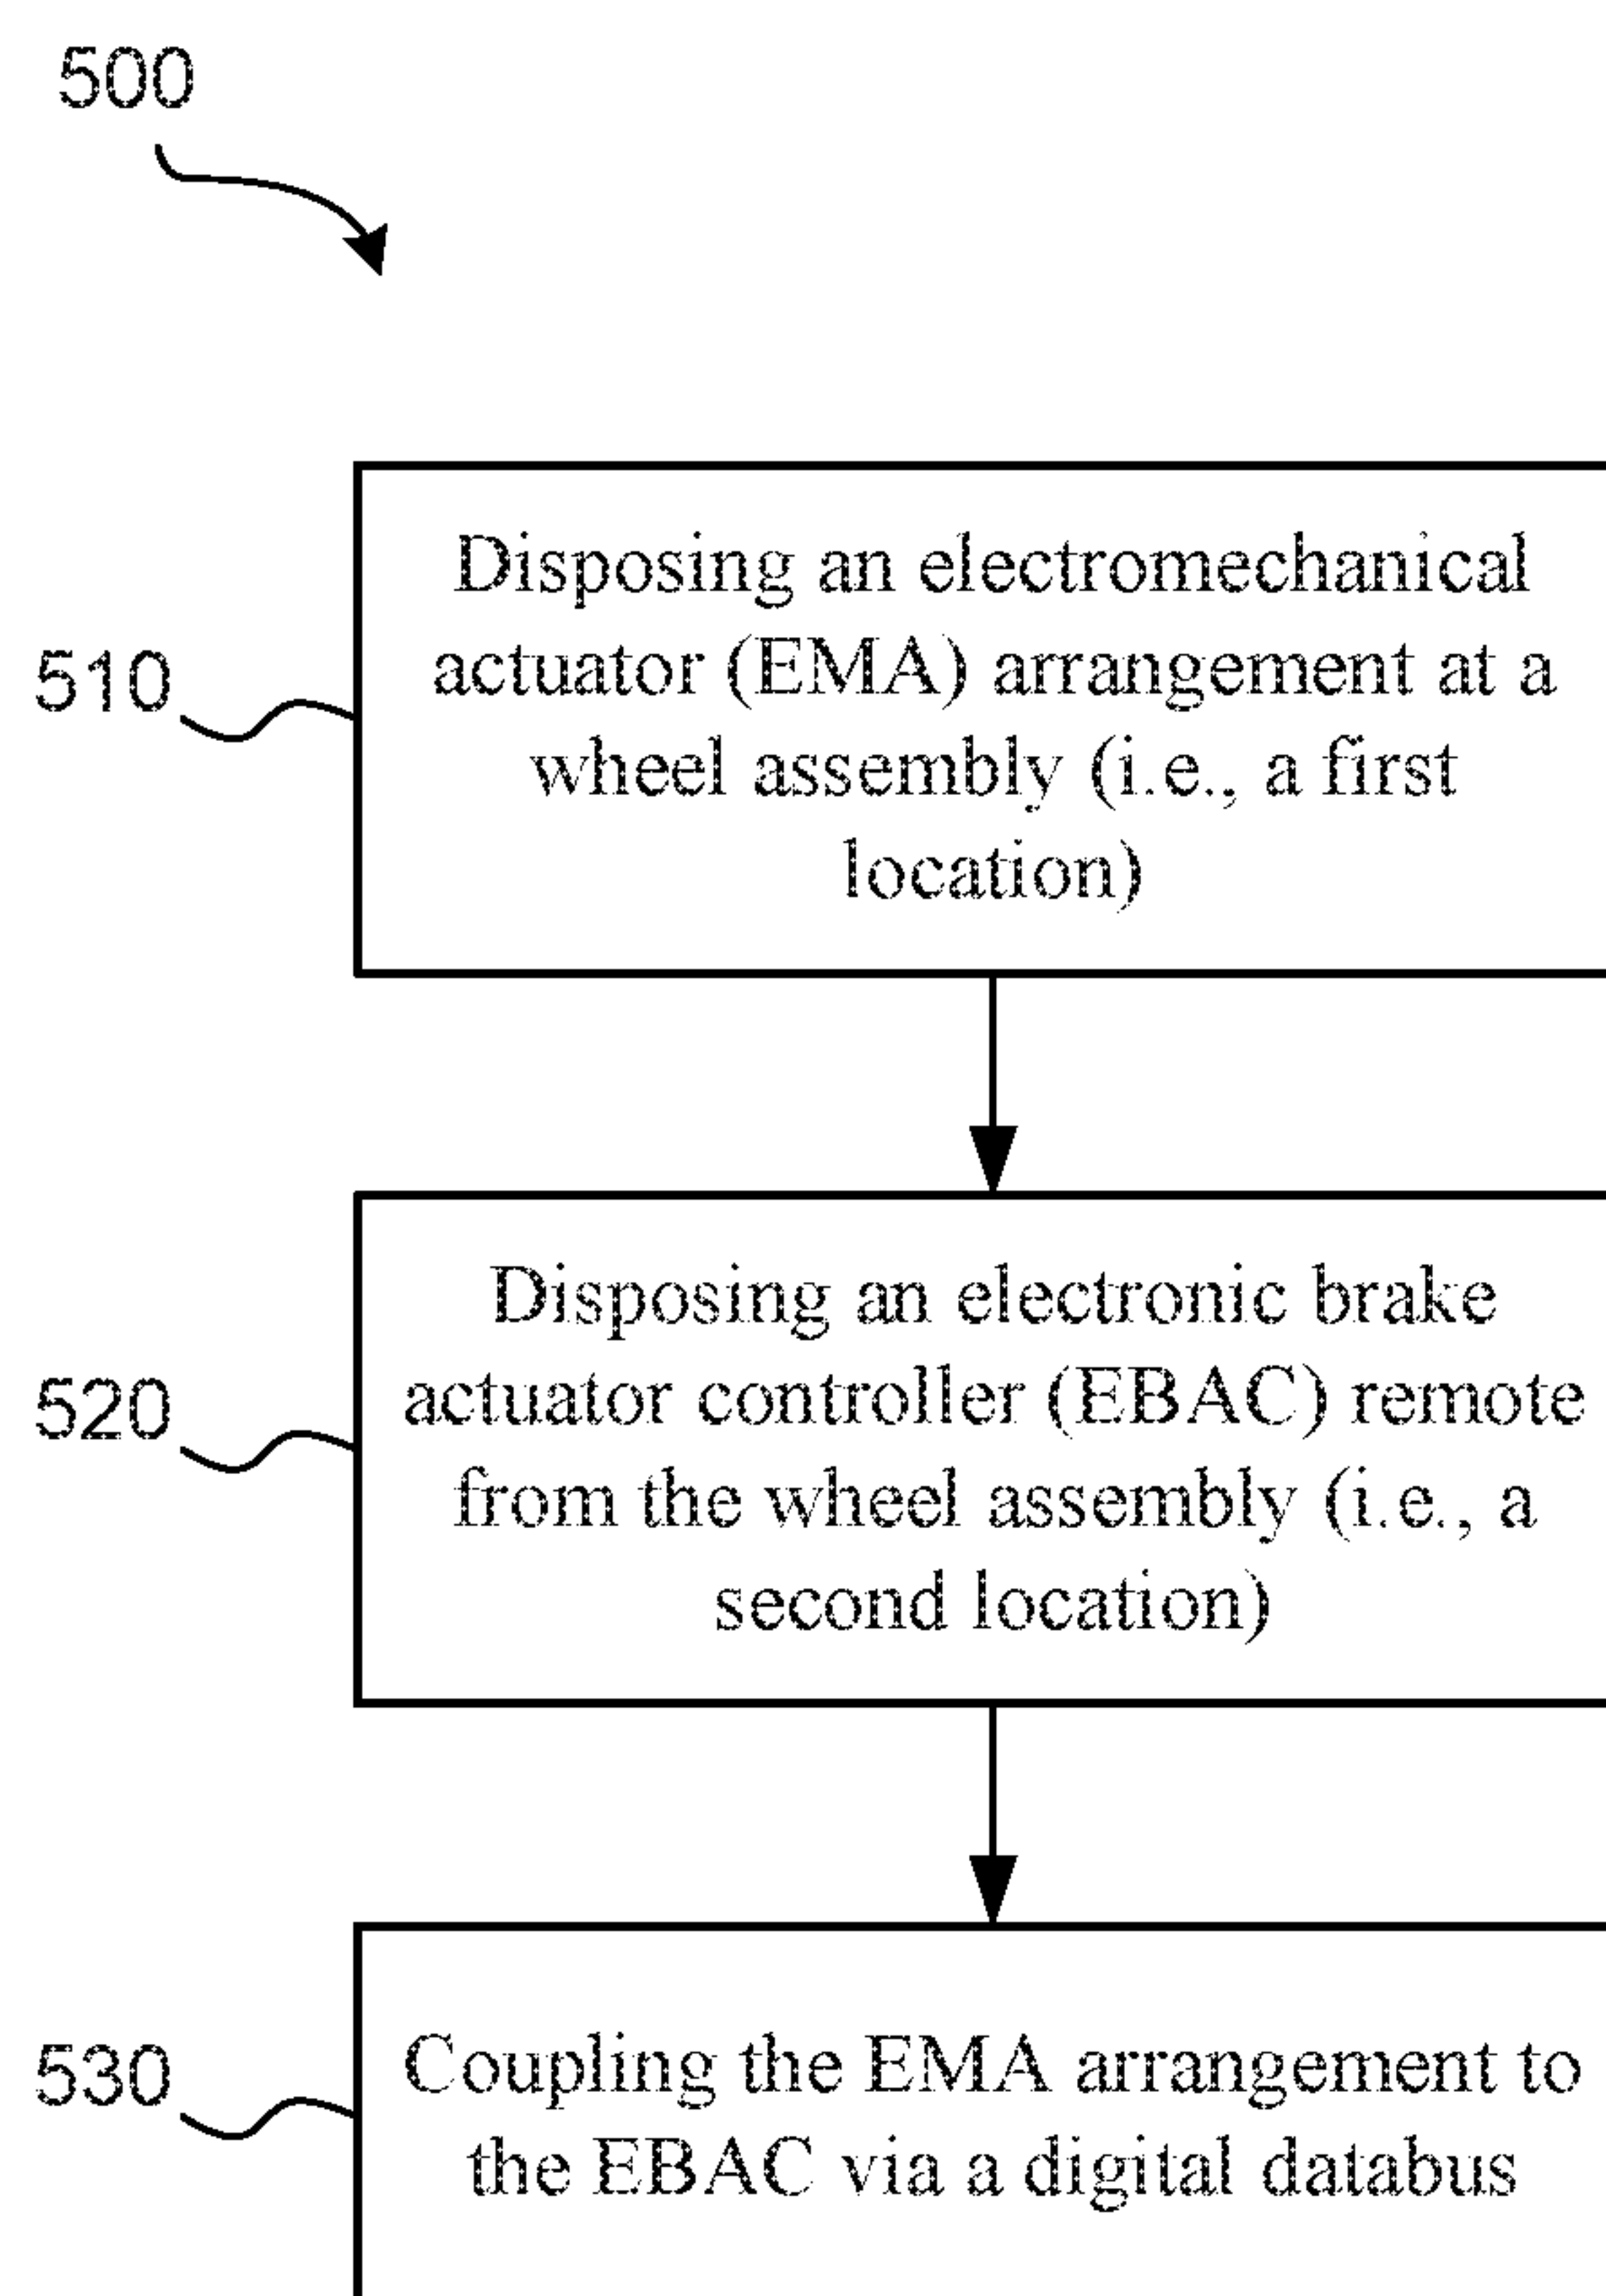 500
510
Disposing an electromechanical
actuator (EMA) arrangement at a
wheel assembly (i.e., a first
location)
520
Disposing an electronic brake
actuator controller (EBAC) remote
from the wheel assembly (i.e., a
second location)
530
Coupling the EMA arrangement to
the EBAC via a digital databus